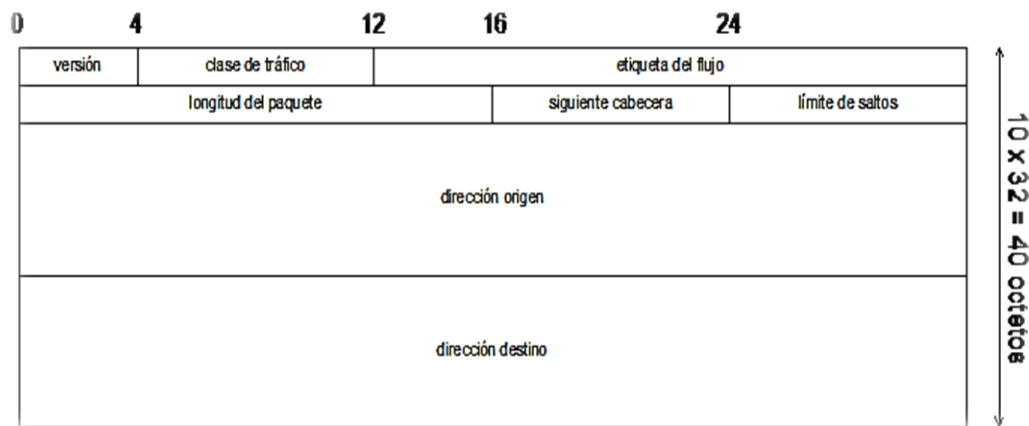 0 4 12 16 24
versión clase de tráfico etiqueta del flujo
longitud del paquete siguiente cabecera límite de saltos
dirección origen
dirección destino
10 x 32 = 40 octetos